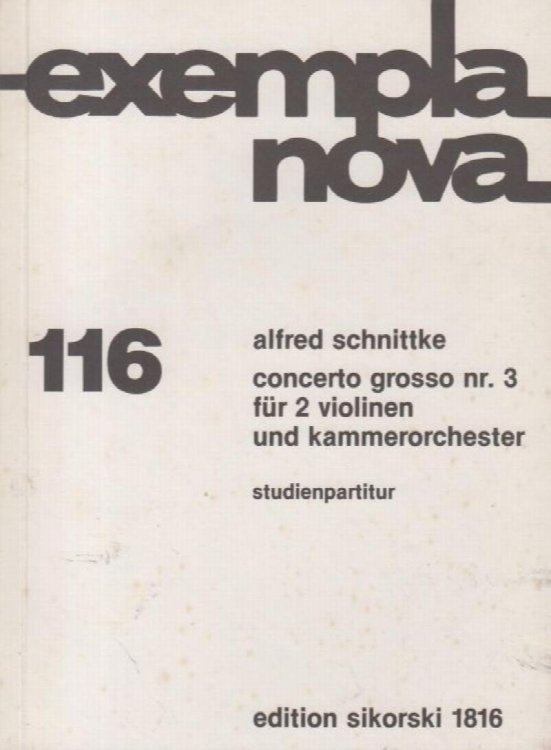 exempla
nova
116
alfred schnittke
concerto grosso nr. 3
für 2 violinen
und kammerorchester
studienpartitur
edition sikorski 1816